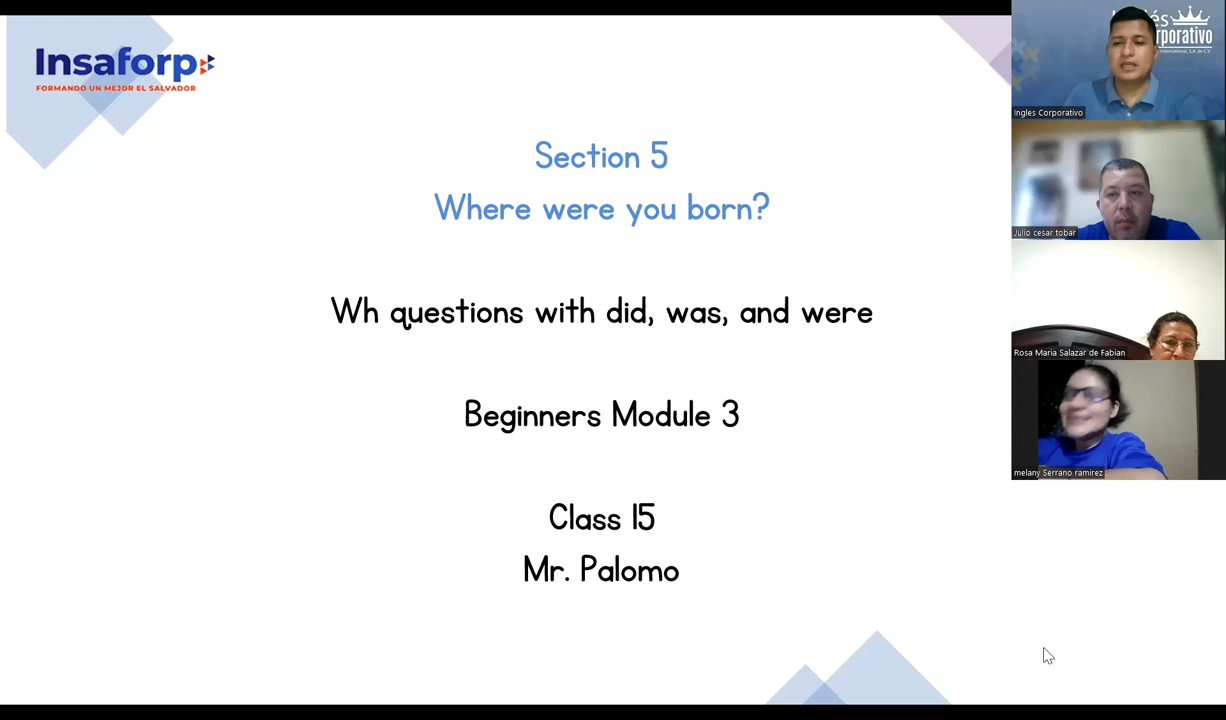 Insaforp
FORMANDO UN MEJOR EL SALVADOR
Section 5
Where were you born?
Wh questions with did, was, and were
Beginners Module 3
Class 15
Mr. Palomo
Ingles Corporativo
Julio cesar tobar
Rosa Maria Salazar de Fabian
melany Serrano ramirez